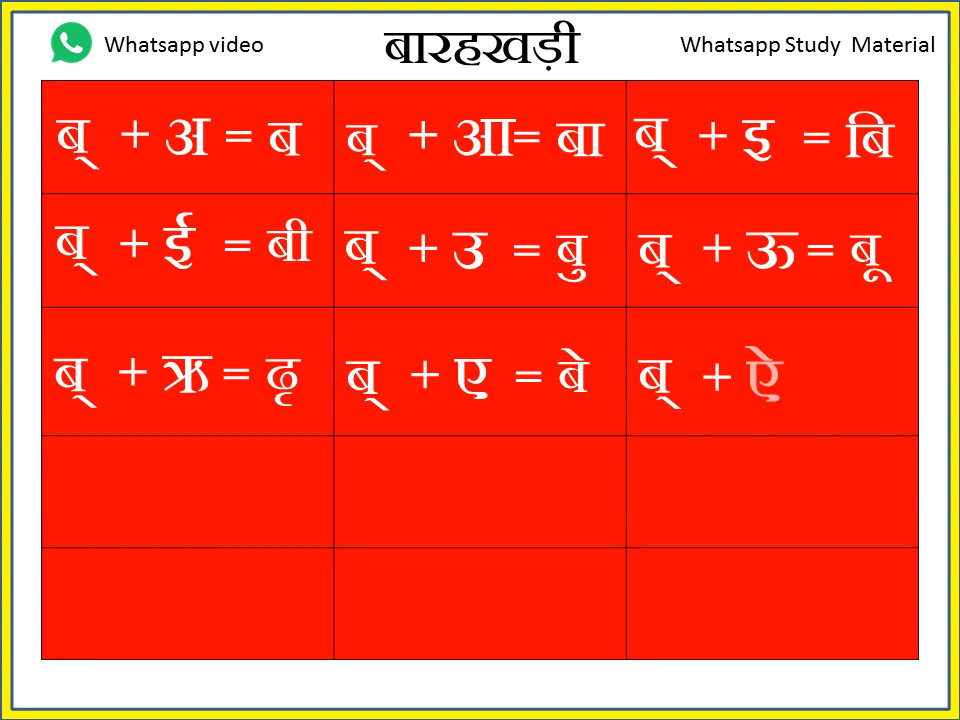 Whatsapp video
बारहखड़ी
Whatsapp Study Material
ब् + अ = ब
ब् + आ = बा
ब् + इ = बि
ब् + ई = बी
ब् + उ = बु
ब् + ऊ = बू
ब् + ऋ = ढृ
ब् + ए = बे
ब् + ऐ